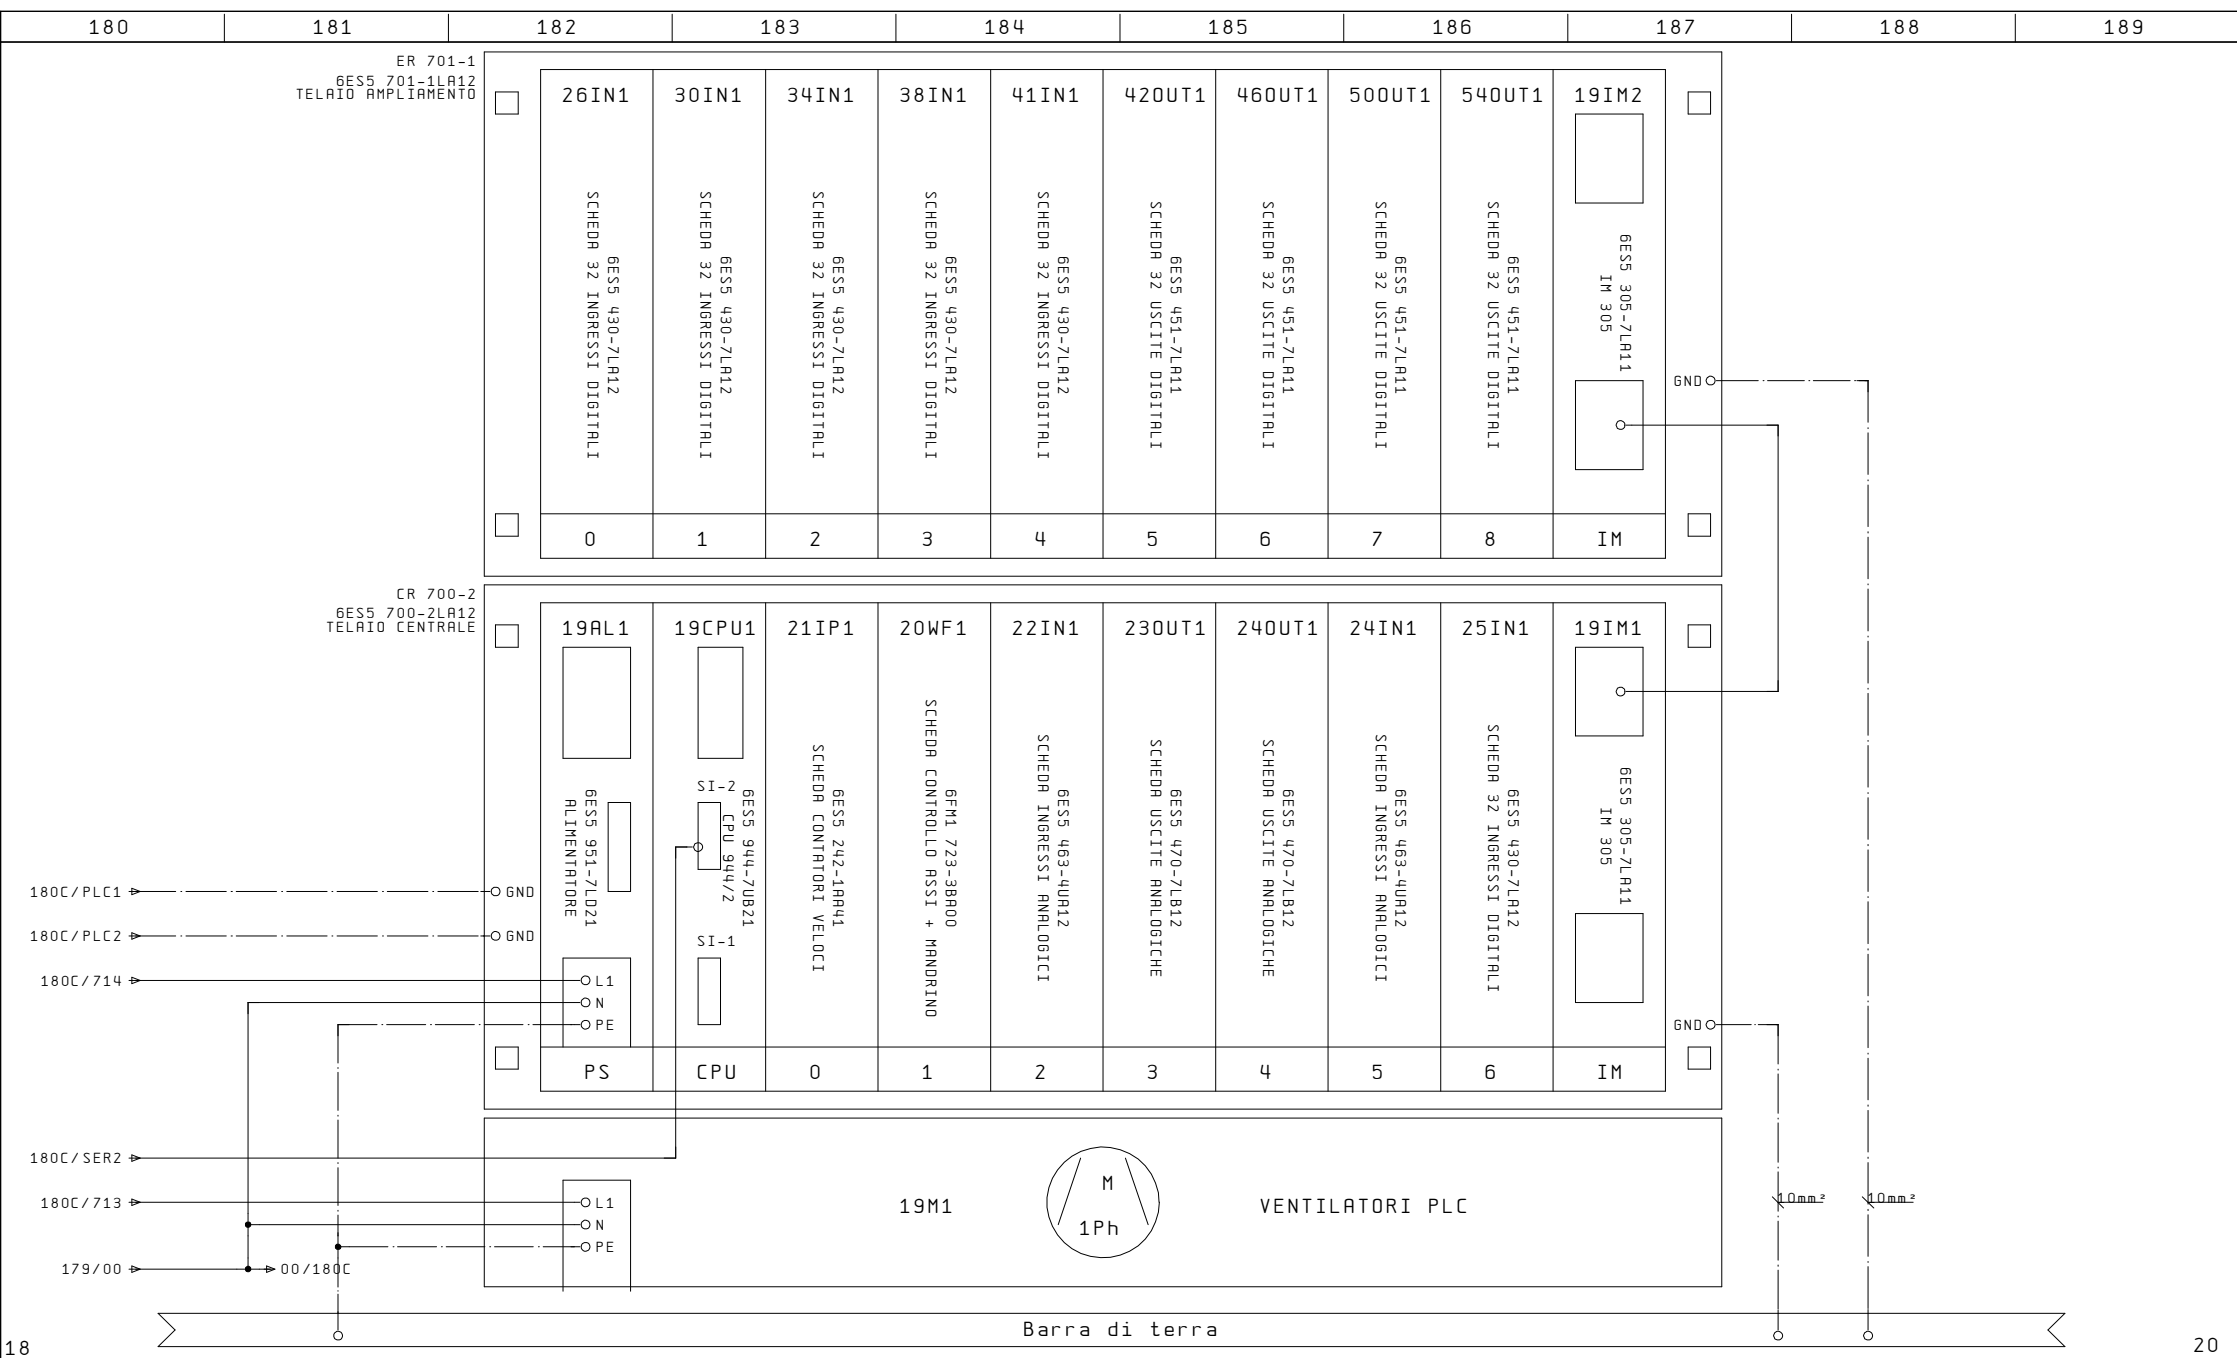 180 181 182 183 184 185 186 187 188 189
ER 701-1
6ES5 701-1LA12
TELAIO AMPLIAMENTO
26IN1 30IN1 34IN1 38IN1 41IN1 42OUT1 46OUT1 50OUT1 54OUT1 19IM2
6ES5 430-7LA12
SCHEDA 32 INGRESSI DIGITALI
6ES5 430-7LA12
SCHEDA 32 INGRESSI DIGITALI
6ES5 430-7LA12
SCHEDA 32 INGRESSI DIGITALI
6ES5 430-7LA12
SCHEDA 32 INGRESSI DIGITALI
6ES5 430-7LA12
SCHEDA 32 INGRESSI DIGITALI
6ES5 451-7LA11
SCHEDA 32 USCITE DIGITALI
6ES5 451-7LA11
SCHEDA 32 USCITE DIGITALI
6ES5 451-7LA11
SCHEDA 32 USCITE DIGITALI
6ES5 451-7LA11
SCHEDA 32 USCITE DIGITALI
6ES5 305-7LA11
IM 305
GND
0 1 2 3 4 5 6 7 8 IM
CR 700-2
6ES5 700-2LA12
TELAIO CENTRALE
19AL1 19CPU1 21IP1 20WF1 22IN1 23OUT1 24OUT1 24IN1 25IN1 19IM1
6ES5 951-7LD21
ALIMENTATORE
SI-2
6ES5 944-7UB21
CPU 944/2
SI-1
6ES5 242-1AA41
SCHEDA CONTATORI VELOCI
6FM1 723-3BA00
SCHEDA CONTROLLO ASSI + MANDRINO
6ES5 463-4UA12
SCHEDA INGRESSI ANALOGICI
6ES5 470-7LB12
SCHEDA USCITE ANALOGICHE
6ES5 470-7LB12
SCHEDA USCITE ANALOGICHE
6ES5 463-4UA12
SCHEDA INGRESSI ANALOGICI
6ES5 430-7LA12
SCHEDA 32 INGRESSI DIGITALI
6ES5 305-7LA11
IM 305
180C/PLC1 GND
180C/PLC2 GND
180C/714 L1
N
PE
GND
PS CPU 0 1 2 3 4 5 6 IM
180C/SER2
180C/713 L1
N
PE
179/00 00/180C
19M1
M
1Ph
VENTILATORI PLC
10mm² 10mm²
Barra di terra
18 20